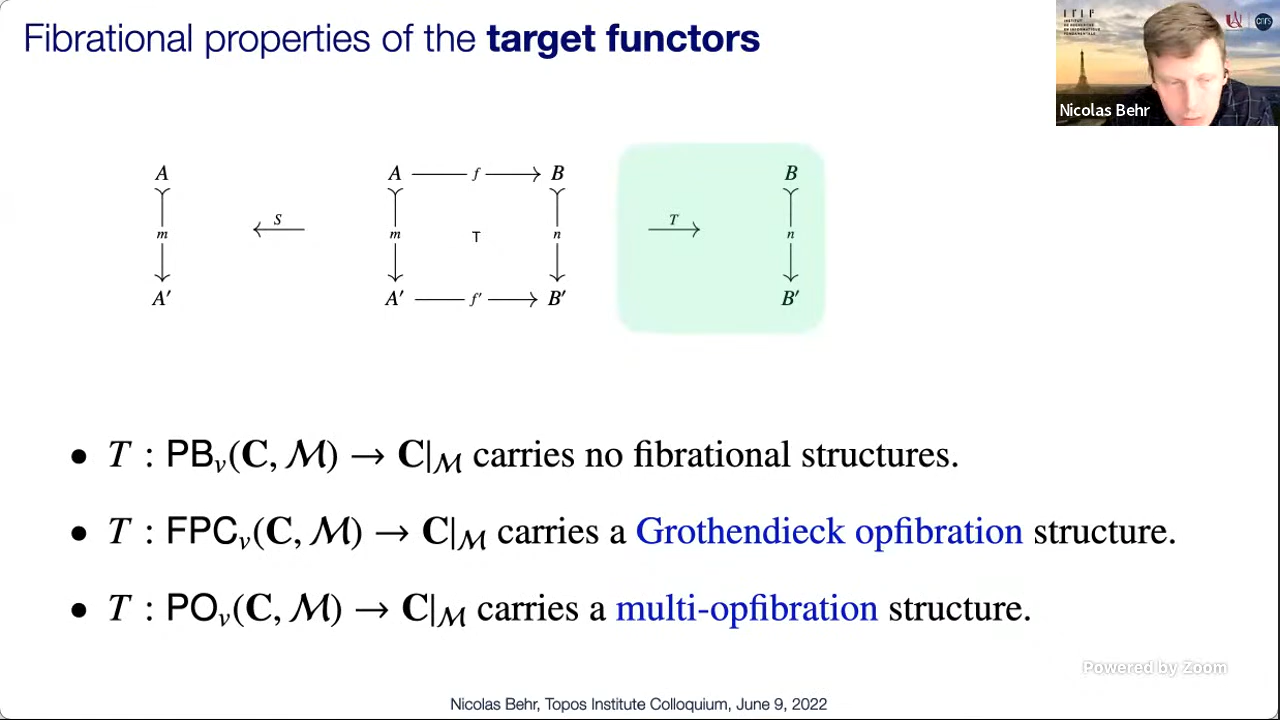 Fibrational properties of the target functors
Nicolas Behr
A A f B B
S T
m m T n n
A′ A′ f′ B′ B′
• T : PBᵥ(C, ℳ) → C|ℳ carries no fibrational structures.
• T : FPCᵥ(C, ℳ) → C|ℳ carries a Grothendieck opfibration structure.
• T : POᵥ(C, ℳ) → C|ℳ carries a multi-opfibration structure.
Powered by Zoom
Nicolas Behr, Topos Institute Colloquium, June 9, 2022